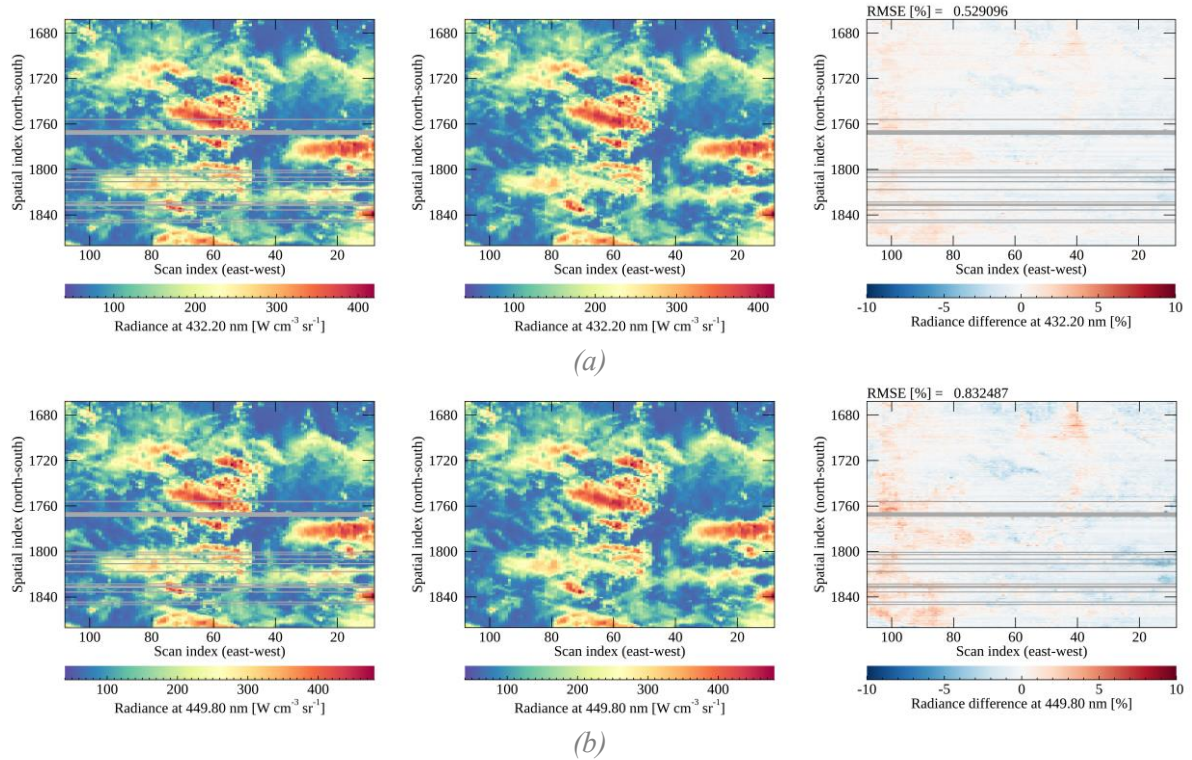 RMSE [%] = 0.529096
1680
1720
1760
1800
1840
Spatial index (north-south)
100 80 60 40 20
Scan index (east-west)
100 200 300 400
Radiance at 432.20 nm [W cm⁻³ sr⁻¹]
1680
1720
1760
1800
1840
Spatial index (north-south)
100 80 60 40 20
Scan index (east-west)
100 200 300 400
Radiance at 432.20 nm [W cm⁻³ sr⁻¹]
1680
1720
1760
1800
1840
Spatial index (north-south)
100 80 60 40 20
Scan index (east-west)
-10 -5 0 5 10
Radiance difference at 432.20 nm [%]
(a)
RMSE [%] = 0.832487
1680
1720
1760
1800
1840
Spatial index (north-south)
100 80 60 40 20
Scan index (east-west)
100 200 300 400
Radiance at 449.80 nm [W cm⁻³ sr⁻¹]
1680
1720
1760
1800
1840
Spatial index (north-south)
100 80 60 40 20
Scan index (east-west)
100 200 300 400
Radiance at 449.80 nm [W cm⁻³ sr⁻¹]
1680
1720
1760
1800
1840
Spatial index (north-south)
100 80 60 40 20
Scan index (east-west)
-10 -5 0 5 10
Radiance difference at 449.80 nm [%]
(b)